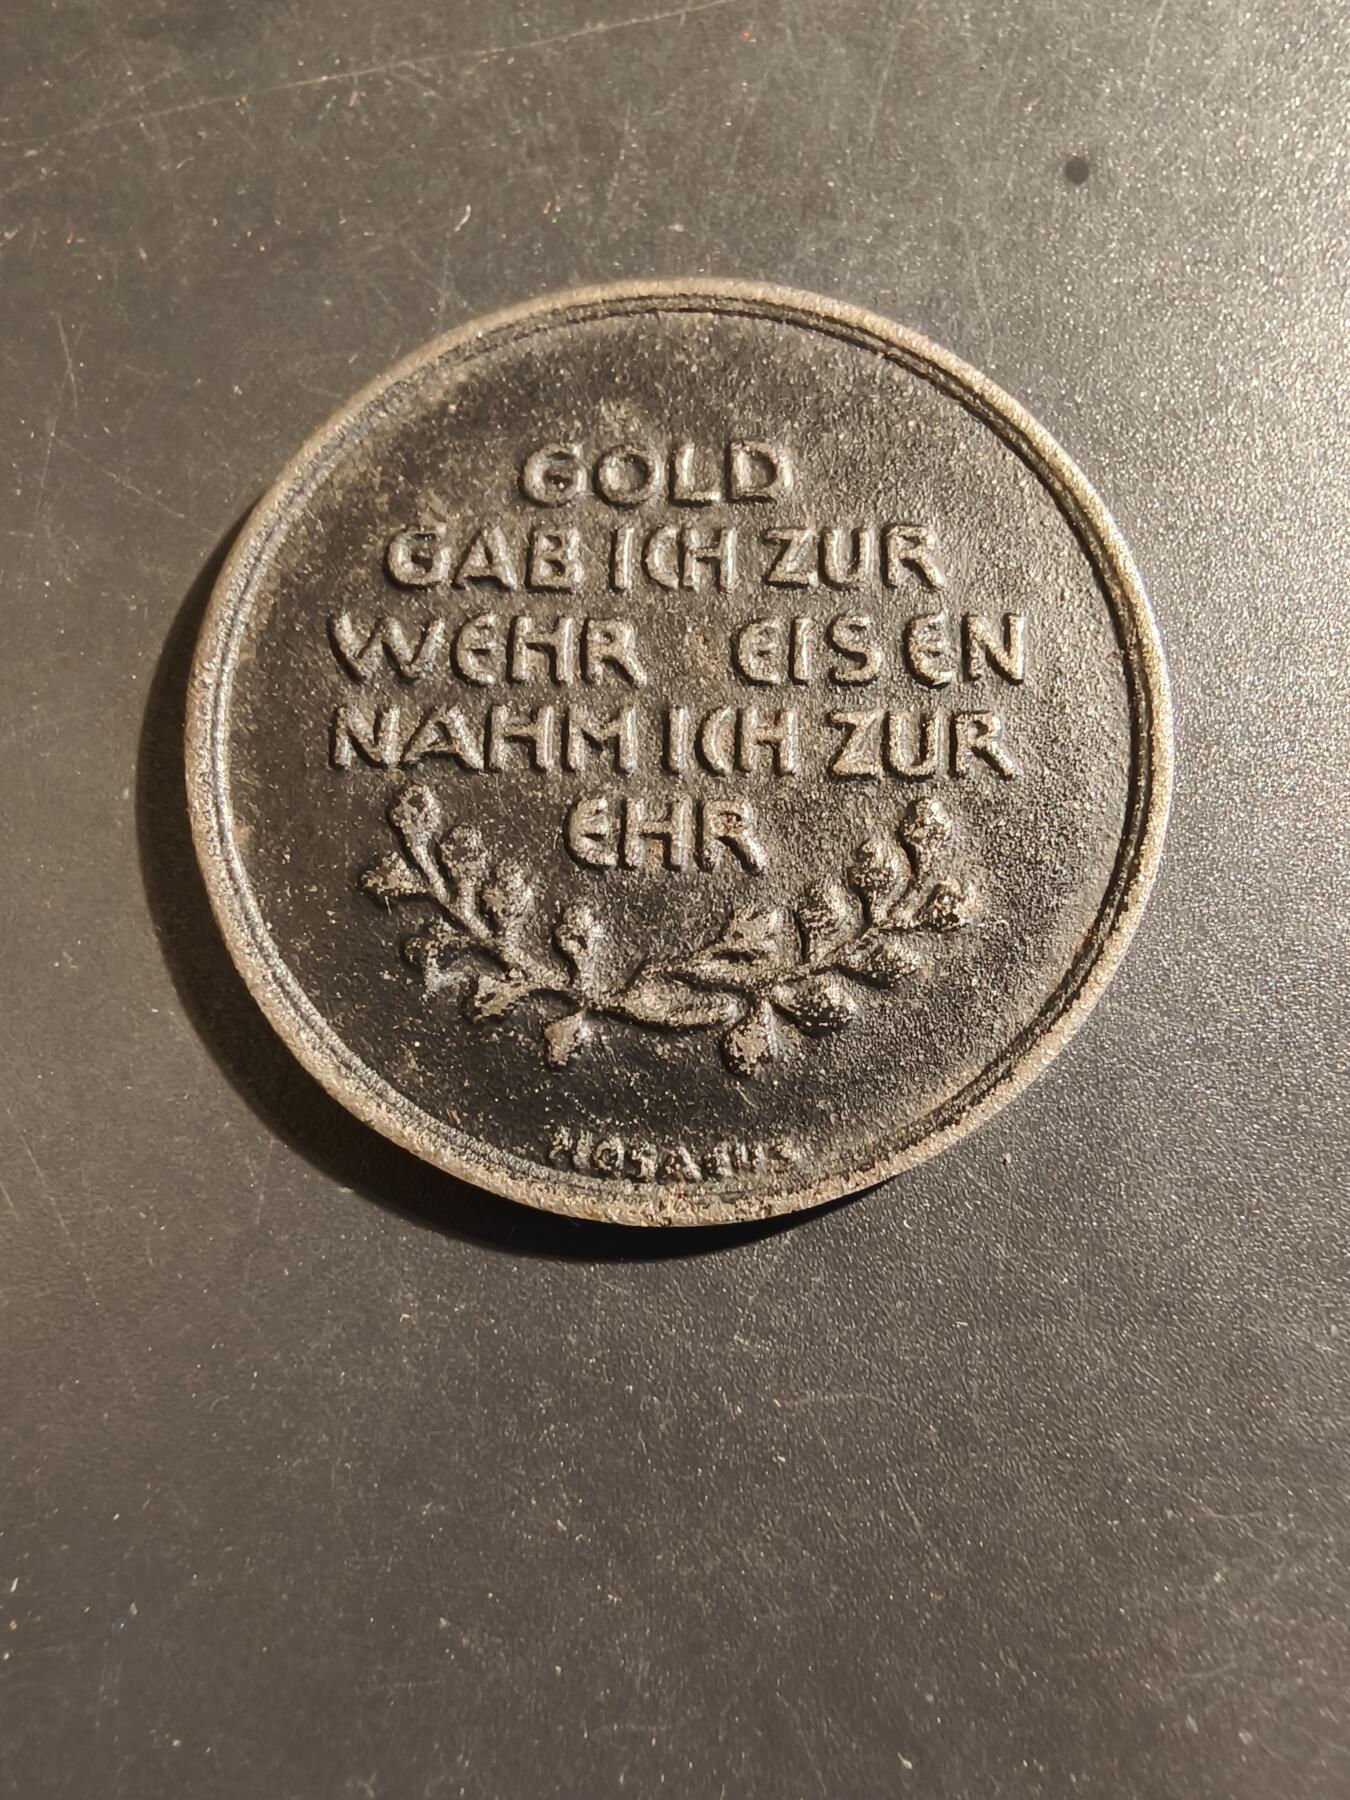 GOLD
GAB ICH ZUR
WEHR EISEN
NAHM ICH ZUR
EHR